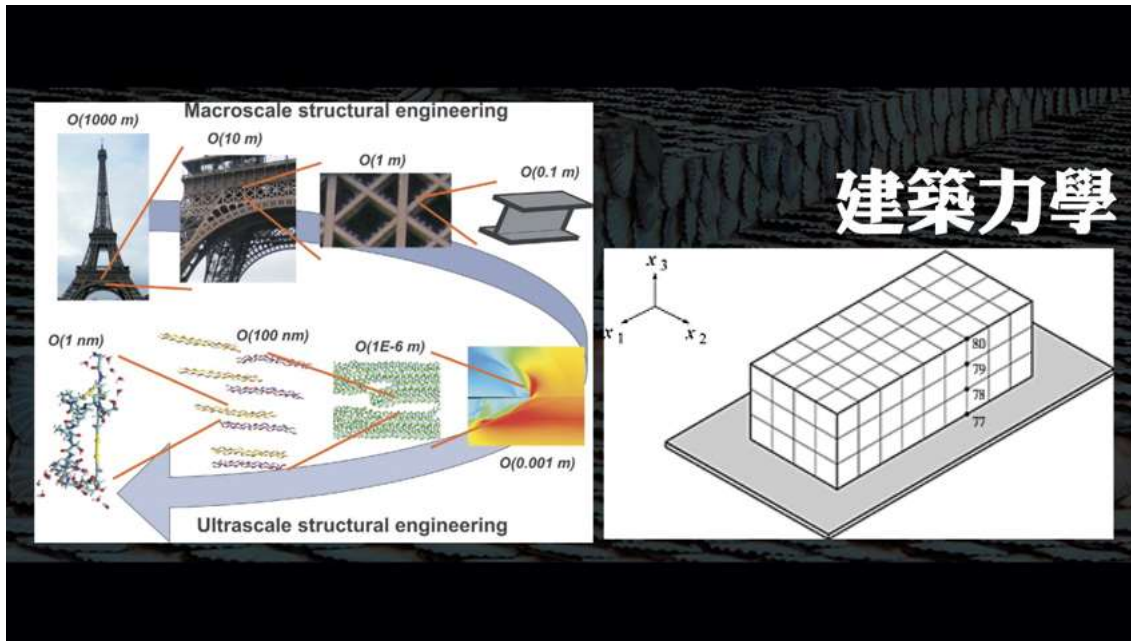 Macroscale structural engineering
O(1000 m)
O(10 m)
O(1 m)
O(0.1 m)
O(1 nm)
O(100 nm)
O(1E-6 m)
O(0.001 m)
Ultrascale structural engineering
建築力學
x3
x1
x2
80
79
78
77